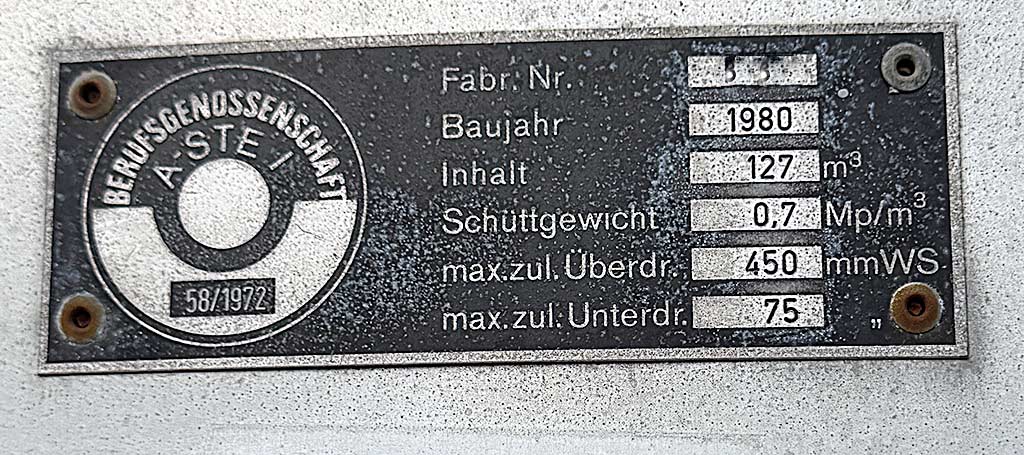 BERUFSGENOSSENSCHAFT
A-STE I
58/1972
Fabr. Nr.
Baujahr 1980
Inhalt 127 m³
Schüttgewicht 0,7 Mp/m³
max.zul.Überdr. 450 mmWS
max.zul.Unterdr. 75 „